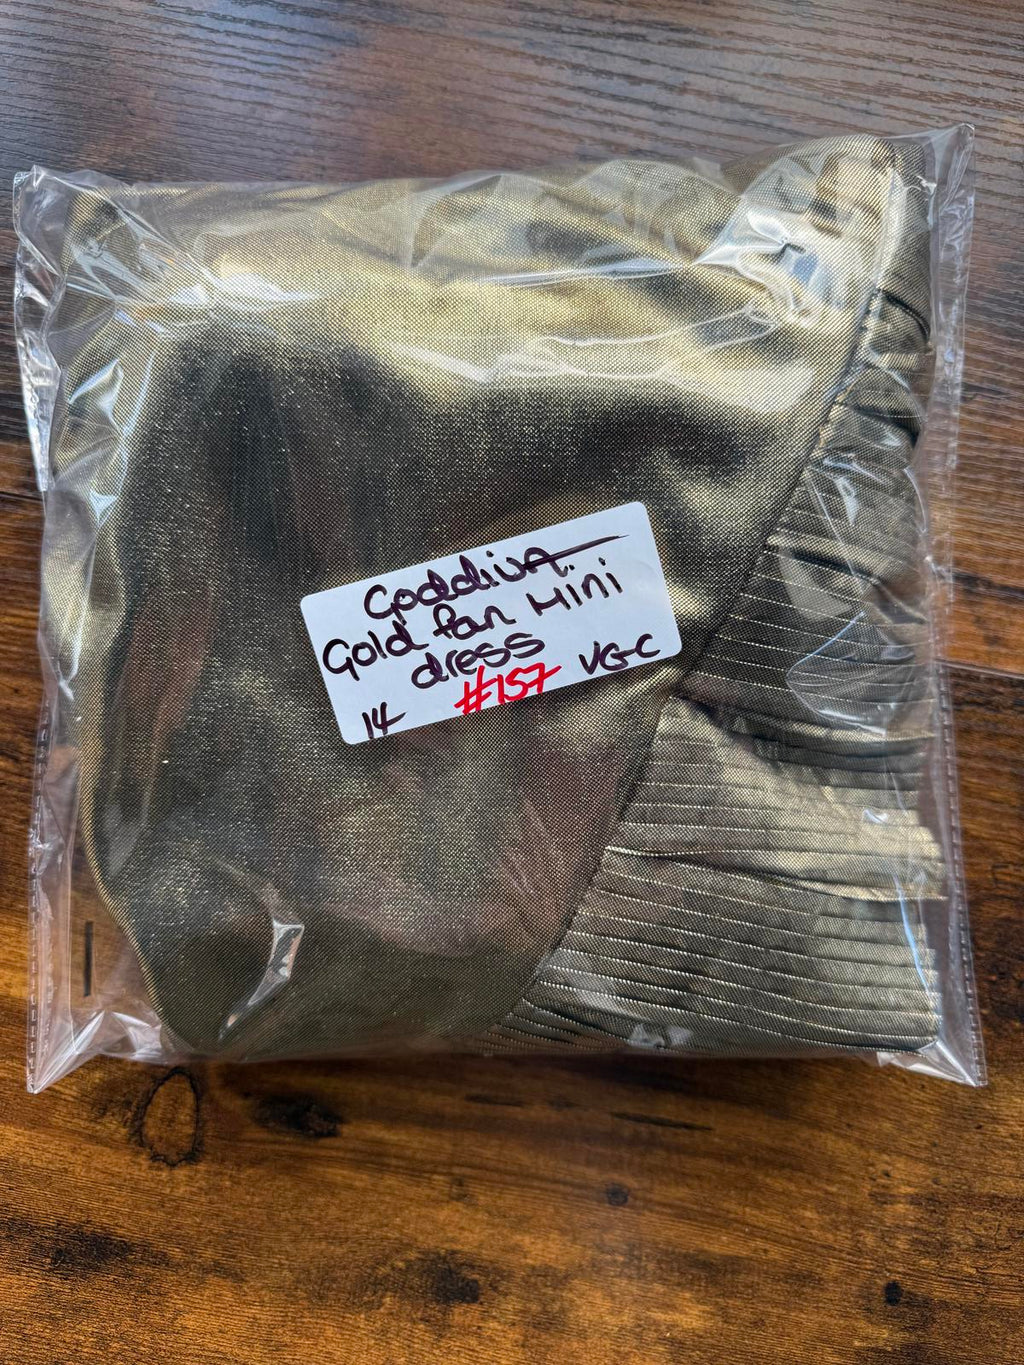 Goddiva
Gold fan Mini
dress
14 #157 VGC